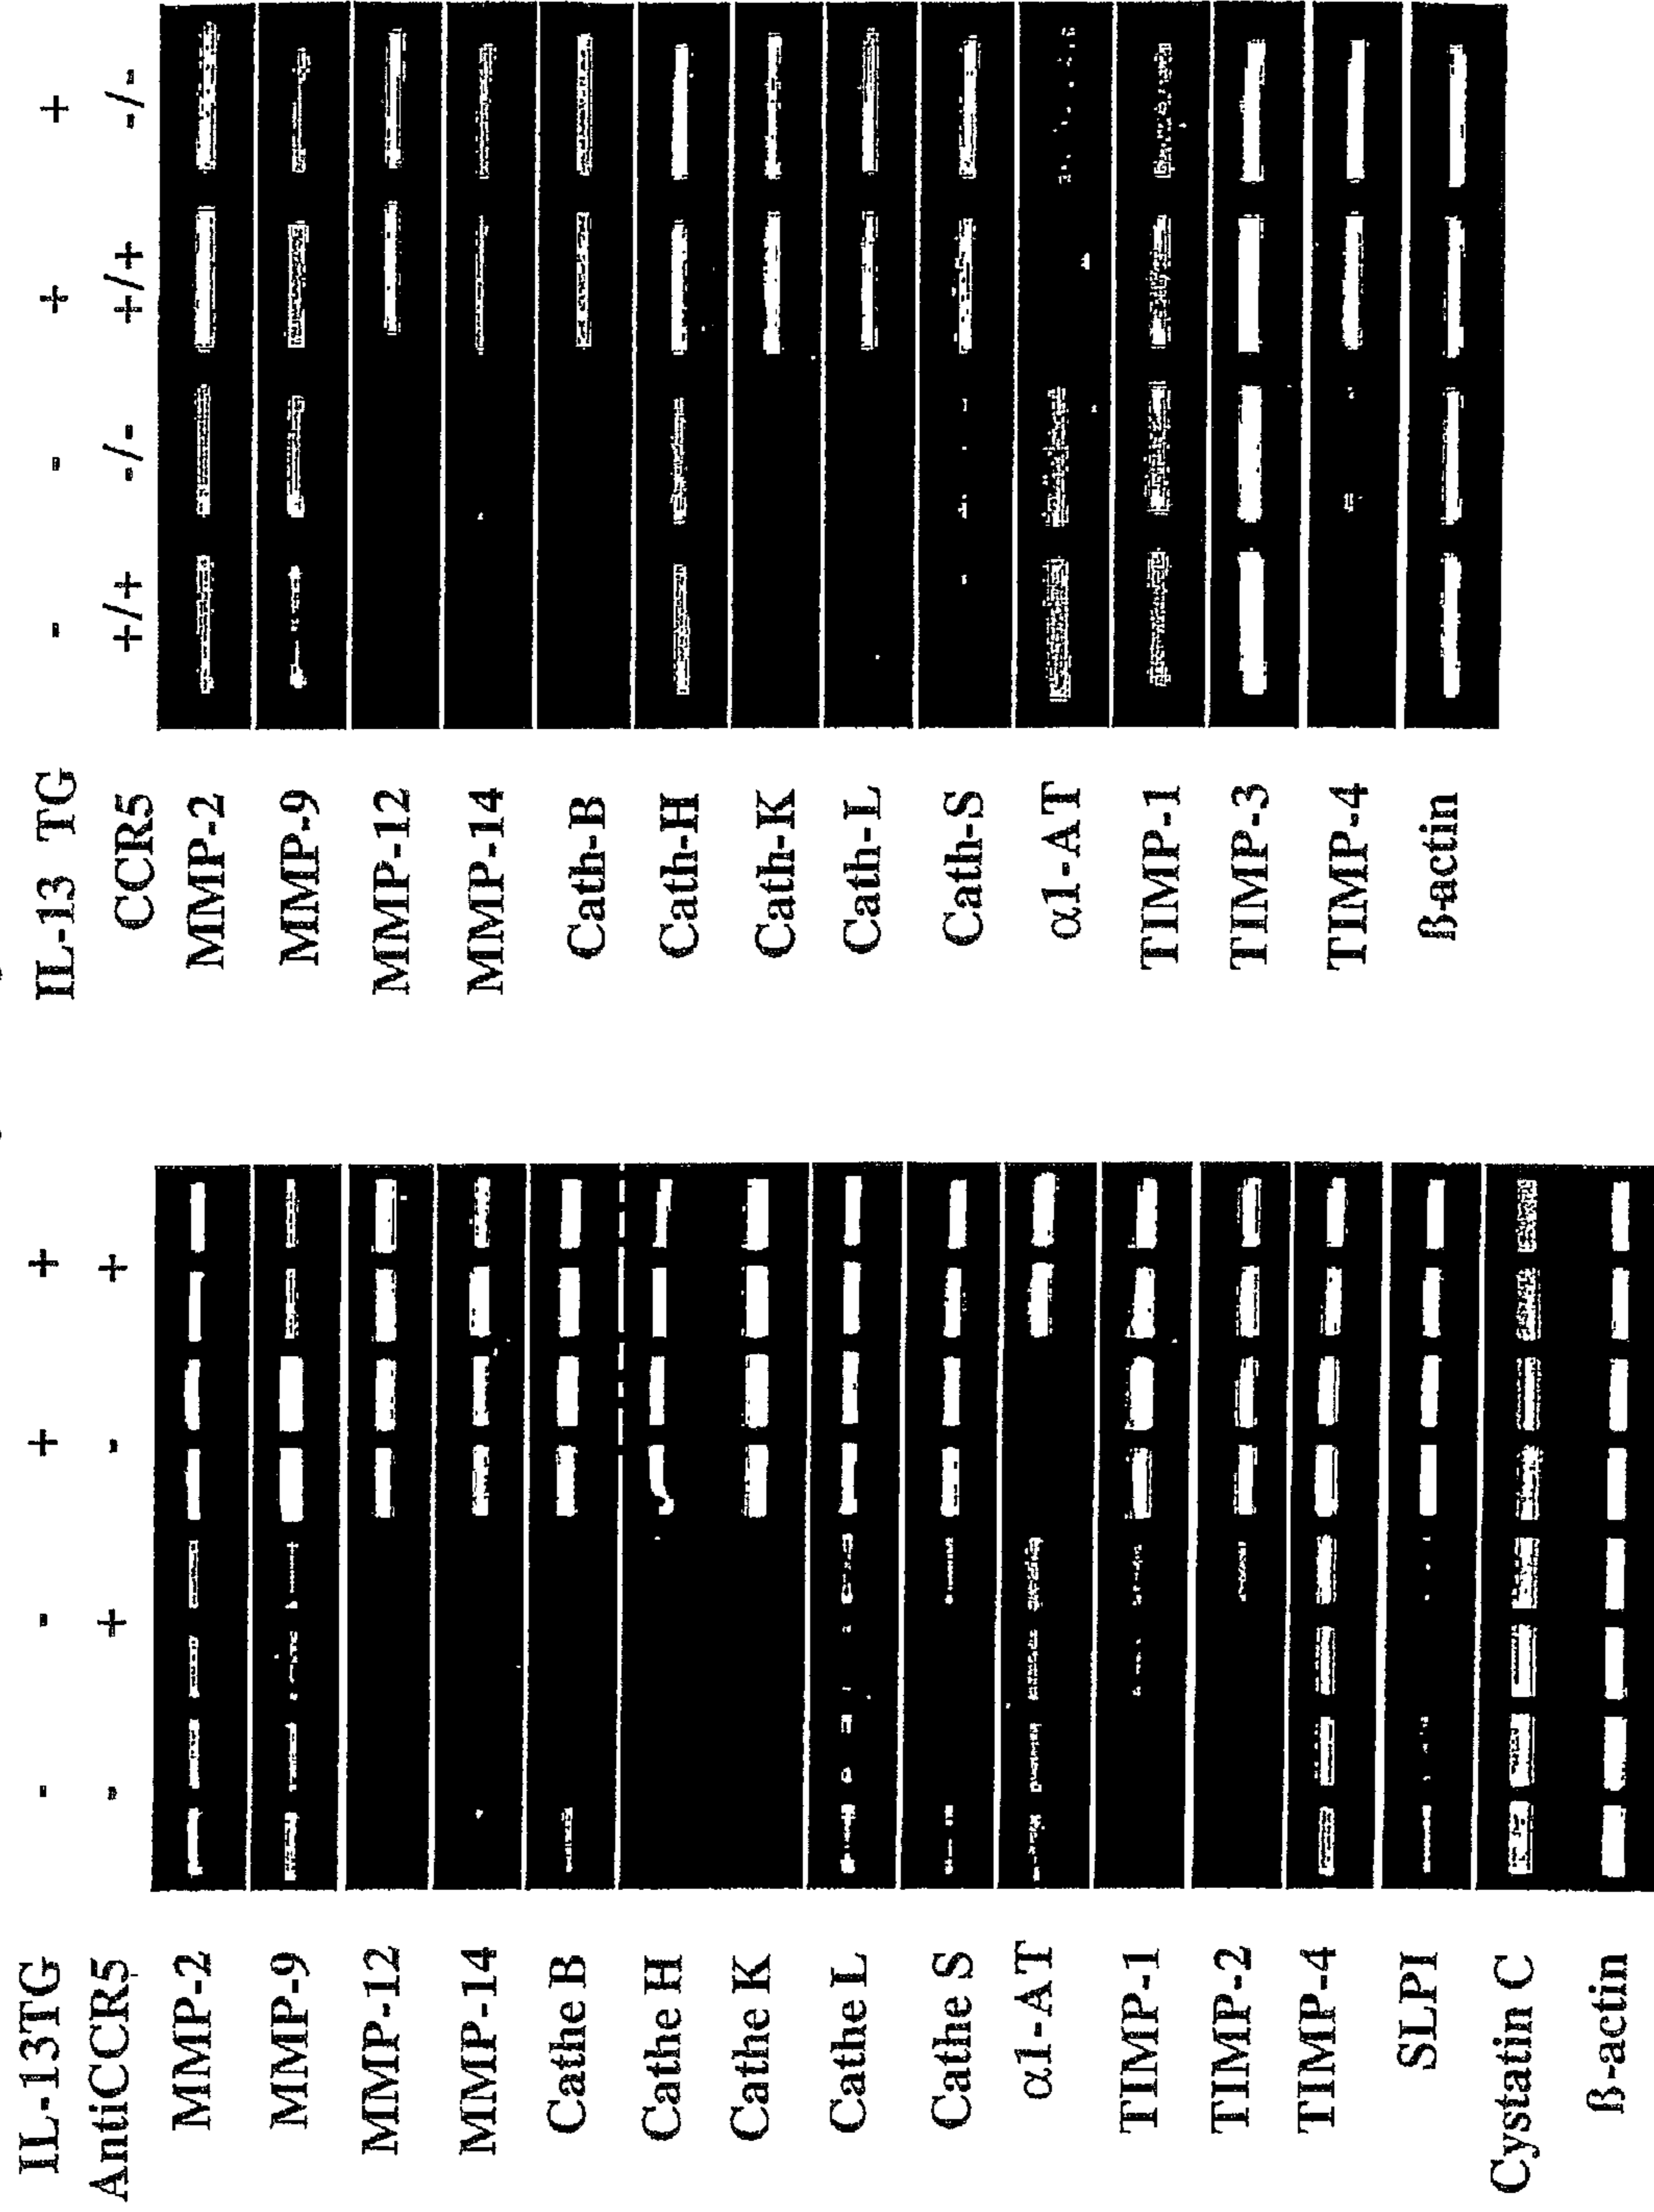 IL-13TG - - + +
AntiCCR5 - + - +
MMP-2
MMP-9
MMP-12
MMP-14
Cathe B
Cathe H
Cathe K
Cathe L
Cathe S
α1-AT
TIMP-1
TIMP-2
TIMP-4
SLPI
Cystatin C
ß-actin
IL-13 TG - - + +
CCR5 +/+ -/- +/+ -/-
MMP-2
MMP-9
MMP-12
MMP-14
Cath-B
Cath-H
Cath-K
Cath-L
Cath-S
α1-AT
TIMP-1
TIMP-3
TIMP-4
ß-actin